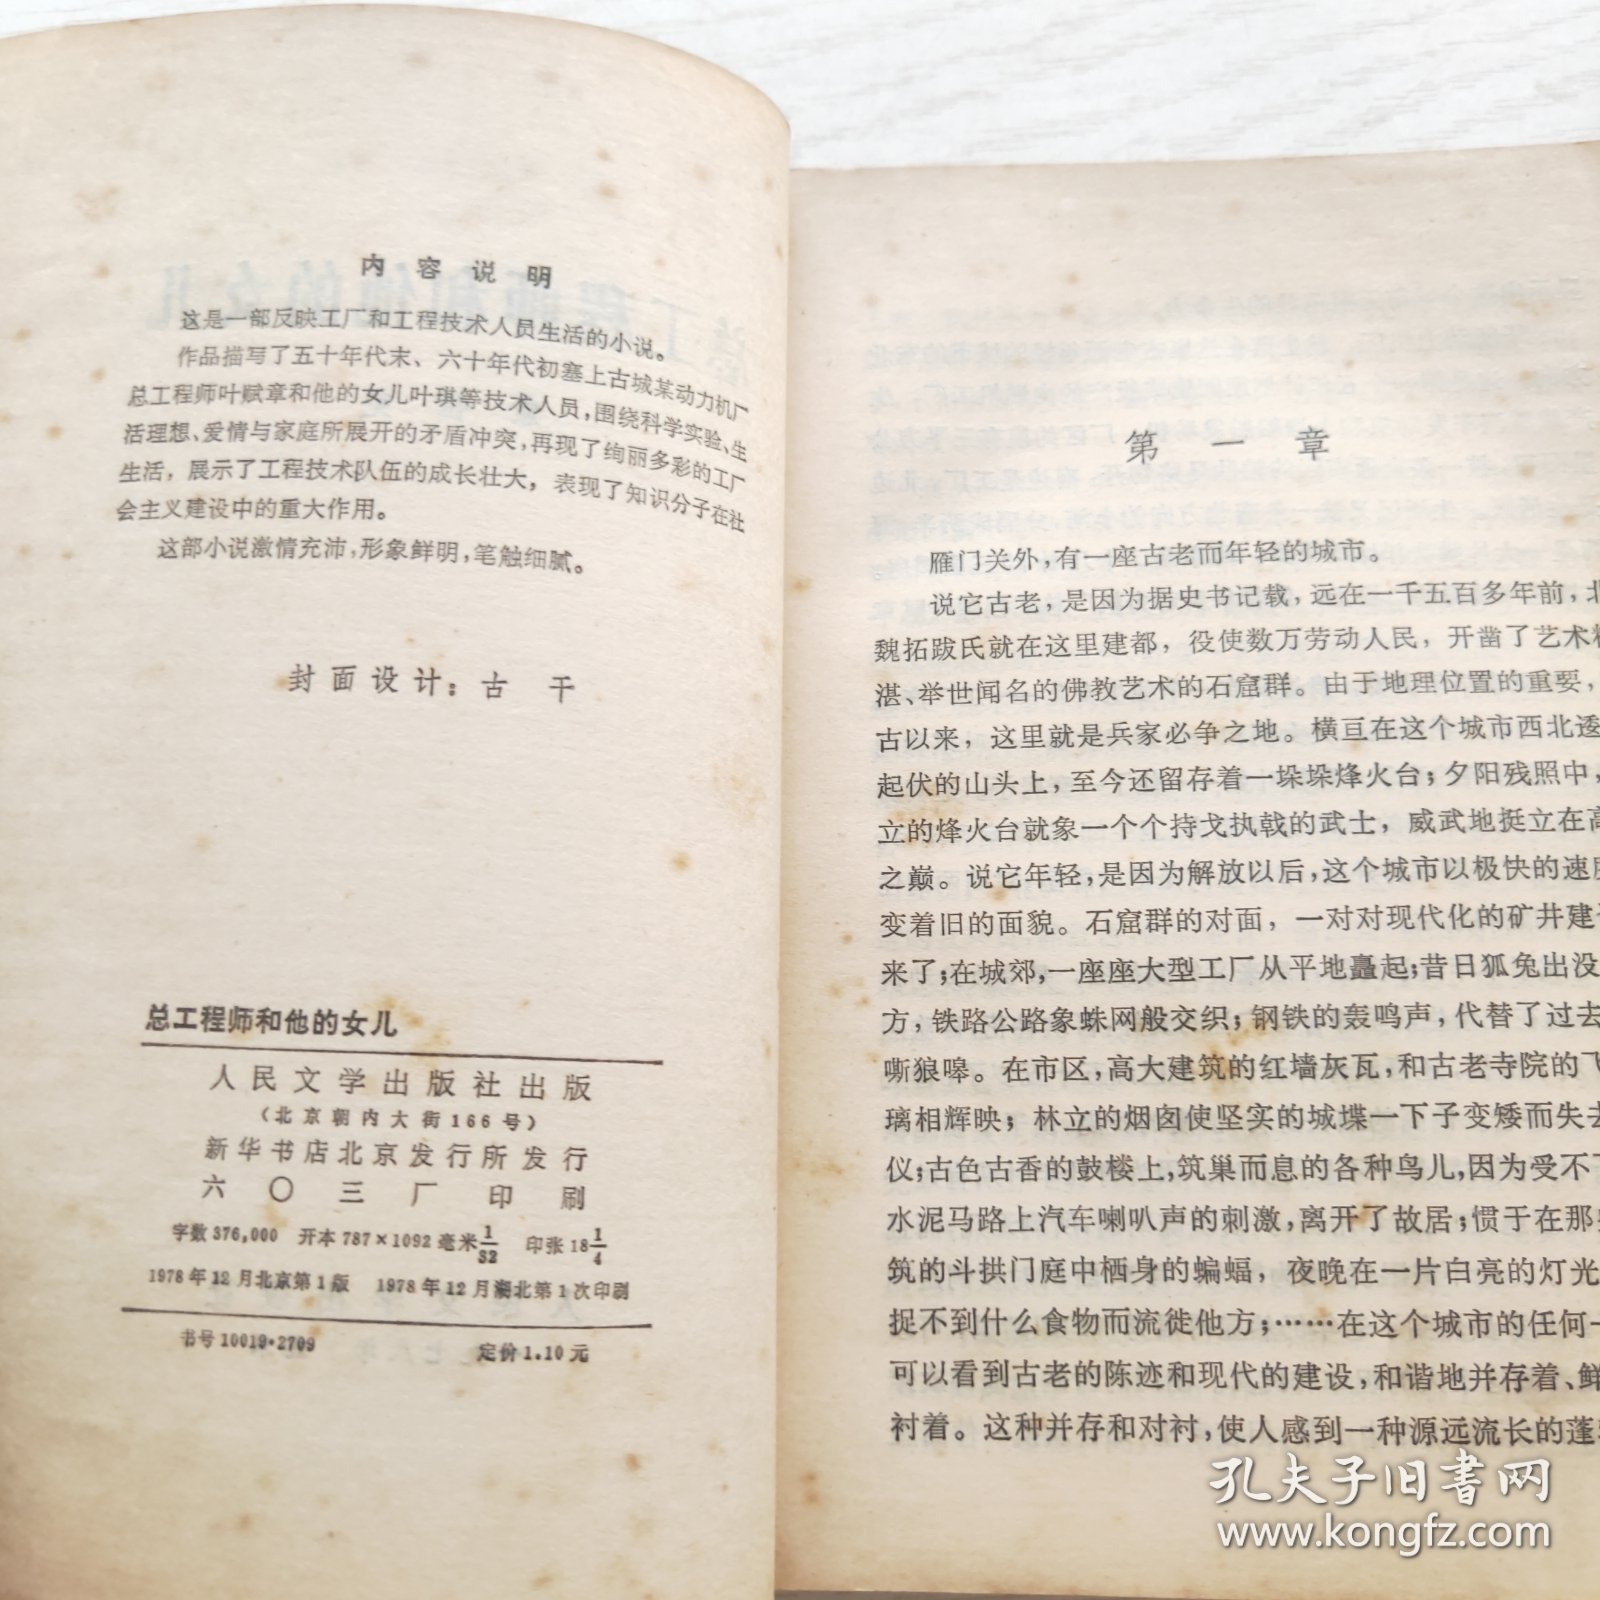 内容说明
这是一部反映工厂和工程技术人员生活的小说。
作品描写了五十年代末、六十年代初塞上古城某动力机厂
总工程师叶赋章和他的女儿叶琪等技术人员，围绕科学实验、生
活理想、爱情与家庭所展开的矛盾冲突，再现了绚丽多彩的工厂
生活，展示了工程技术队伍的成长壮大，表现了知识分子在社
会主义建设中的重大作用。
这部小说激情充沛，形象鲜明，笔触细腻。
封面设计：古干
总工程师和他的女儿
人民文学出版社出版
（北京朝内大街166号）
新华书店北京发行所发行
六〇三厂印刷
字数376,000 开本787×1092毫米1/32 印张18 1/4
1978年12月北京第1版 1978年12月湖北第1次印刷
书号10019·2709 定价1.10元
第一章
雁门关外，有一座古老而年轻的城市。
说它古老，是因为据史书记载，远在一千五百多年前，北
魏拓跋氏就在这里建都，役使数万劳动人民，开凿了艺术精
湛、举世闻名的佛教艺术的石窟群。由于地理位置的重要，
古以来，这里就是兵家必争之地。横亘在这个城市西北逶
起伏的山头上，至今还留存着一垛垛烽火台；夕阳残照中，
立的烽火台就象一个个持戈执戟的武士，威武地挺立在高
之巅。说它年轻，是因为解放以后，这个城市以极快的速度
变着旧的面貌。石窟群的对面，一对对现代化的矿井建
来了；在城郊，一座座大型工厂从平地矗起；昔日狐兔出没
方，铁路公路象蛛网般交织；钢铁的轰鸣声，代替了过去
嘶狼嗥。在市区，高大建筑的红墙灰瓦，和古老寺院的飞
璃相辉映；林立的烟囱使坚实的城堞一下子变矮而失去
仪；古色古香的鼓楼上，筑巢而息的各种鸟儿，因为受不了
水泥马路上汽车喇叭声的刺激，离开了故居；惯于在那些
筑的斗拱门庭中栖身的蝙蝠，夜晚在一片白亮的灯光
捉不到什么食物而流徙他方；……在这个城市的任何一
可以看到古老的陈迹和现代的建设，和谐地并存着、鲜
衬着。这种并存和对衬，使人感到一种源远流长的蓬
孔夫子旧书网
www.kongfz.com